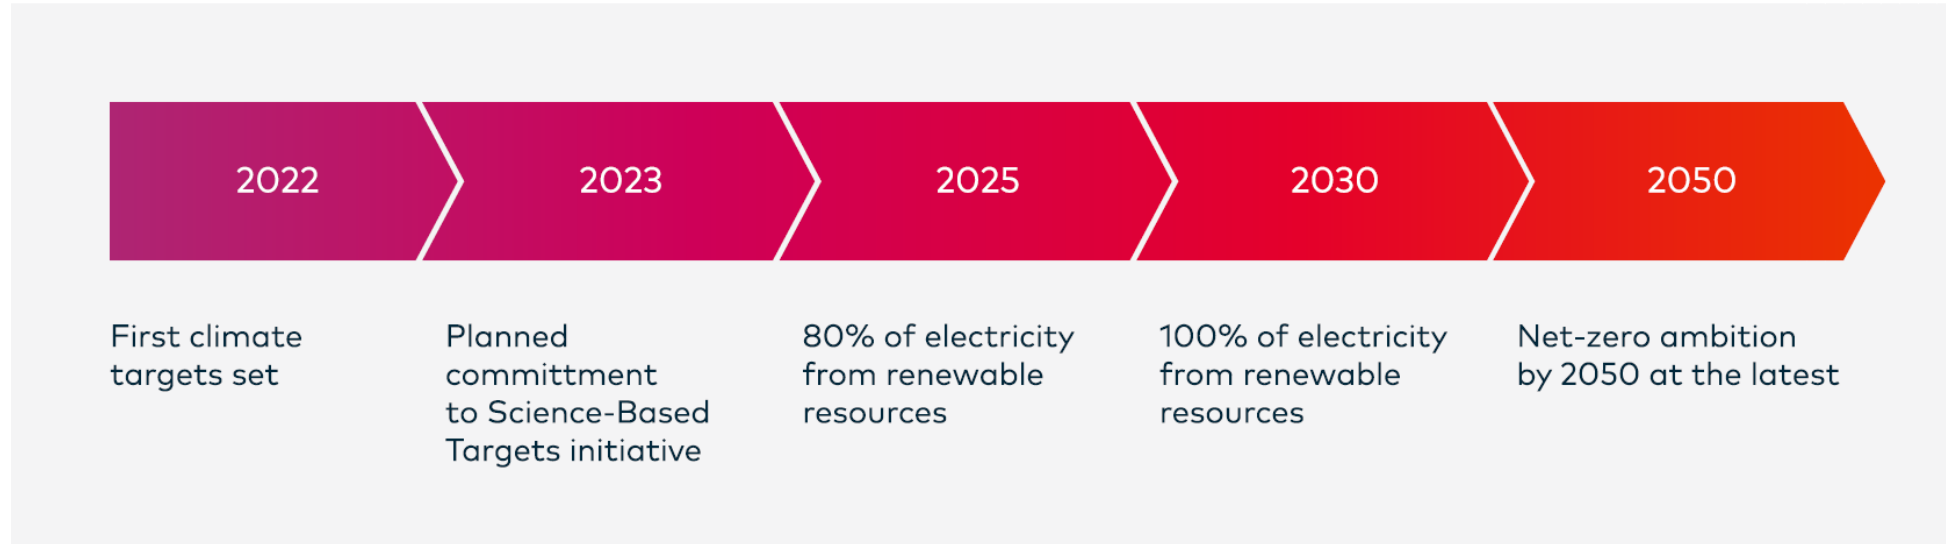 2022
2023
2025
2030
2050
First climate
targets set
Planned
committment
to Science-Based
Targets initiative
80% of electricity
from renewable
resources
100% of electricity
from renewable
resources
Net-zero ambition
by 2050 at the latest